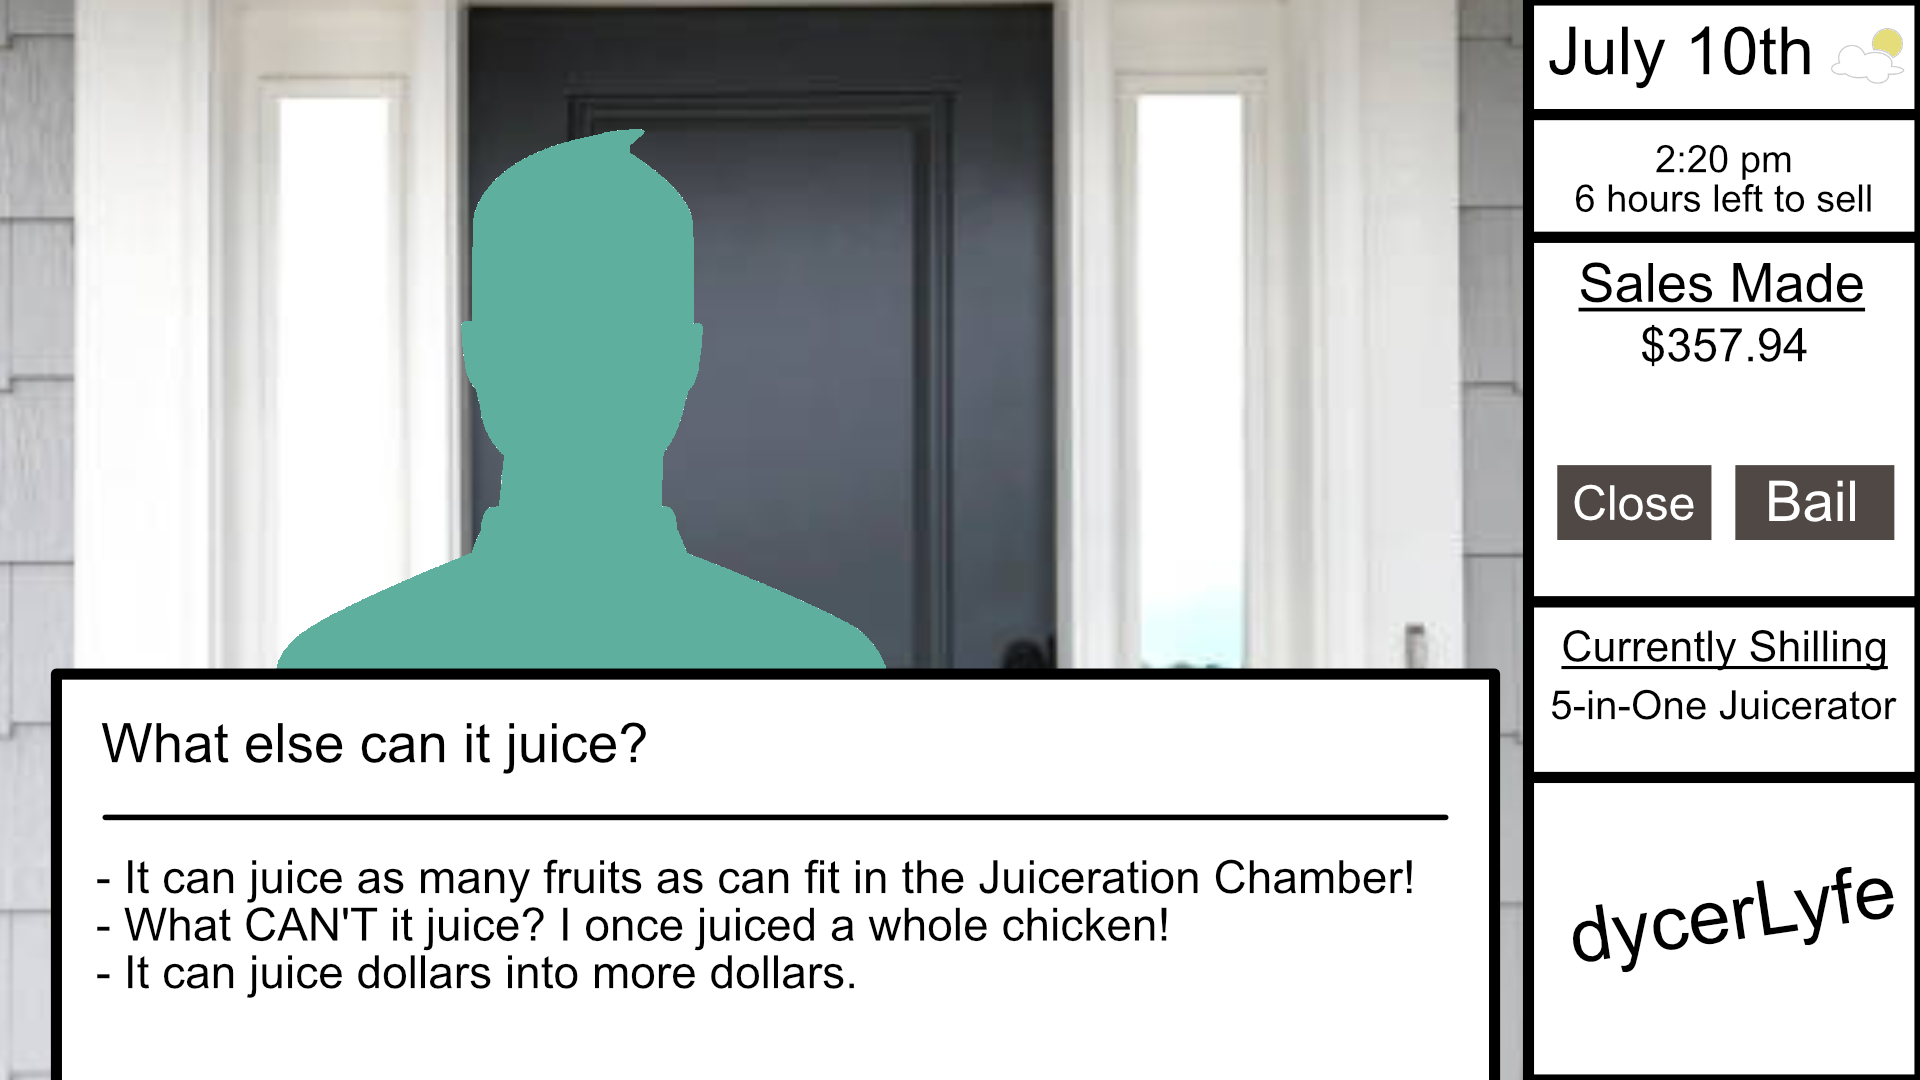 July 10th
2:20 pm
6 hours left to sell
Sales Made
$357.94
Close
Bail
Currently Shilling
5-in-One Juicerator
dycerLyfe
What else can it juice?
- It can juice as many fruits as can fit in the Juiceration Chamber!
- What CAN'T it juice? I once juiced a whole chicken!
- It can juice dollars into more dollars.